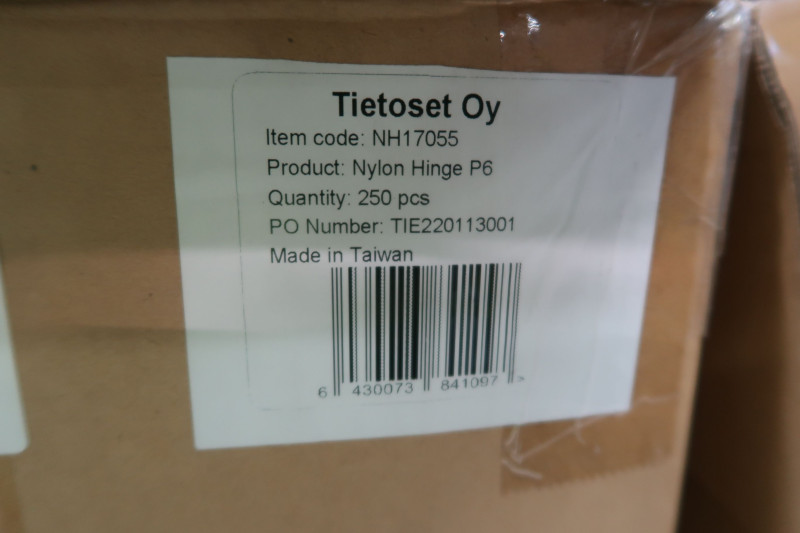 Tietoset Oy
Item code: NH17055
Product: Nylon Hinge P6
Quantity: 250 pcs
PO Number: TIE220113001
Made in Taiwan
6 430073 841097 >